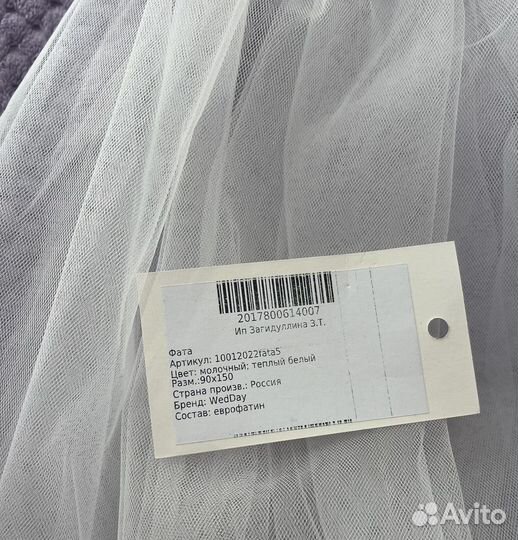 2017800614007
Ип Загидуллина З.Т.
Фата
Артикул: 10012022fata5
Цвет: молочный; теплый белый
Разм.:90х150
Страна произв.: Россия
Бренд: WedDay
Состав: еврофатин
Avito